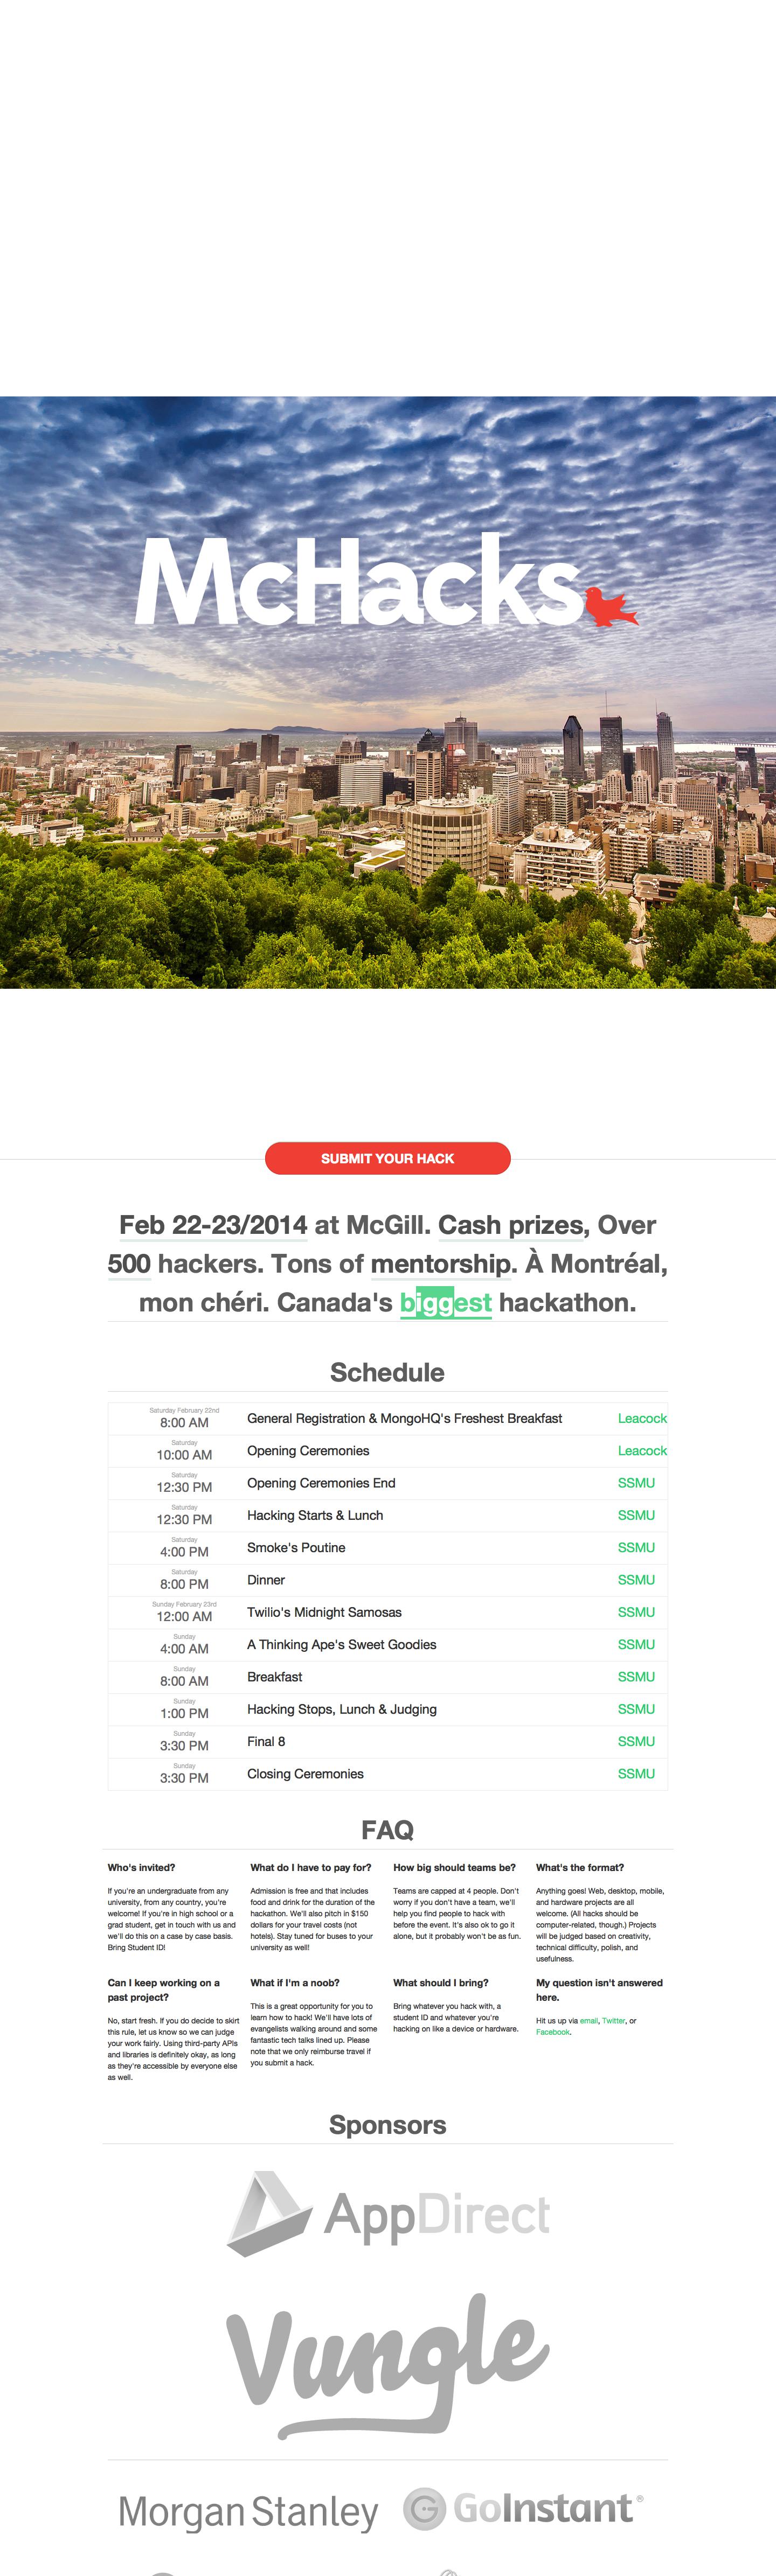 McHacks
SUBMIT YOUR HACK
Feb 22-23/2014 at McGill. Cash prizes, Over
500 hackers. Tons of mentorship. À Montréal,
mon chéri. Canada's biggest hackathon.
Schedule
Saturday February 22nd
8:00 AM General Registration & MongoHQ's Freshest Breakfast Leacock
Saturday
10:00 AM Opening Ceremonies Leacock
Saturday
12:30 PM Opening Ceremonies End SSMU
Saturday
12:30 PM Hacking Starts & Lunch SSMU
Saturday
4:00 PM Smoke's Poutine SSMU
Saturday
8:00 PM Dinner SSMU
Sunday February 23rd
12:00 AM Twilio's Midnight Samosas SSMU
Sunday
4:00 AM A Thinking Ape's Sweet Goodies SSMU
Sunday
8:00 AM Breakfast SSMU
Sunday
1:00 PM Hacking Stops, Lunch & Judging SSMU
Sunday
3:30 PM Final 8 SSMU
Sunday
3:30 PM Closing Ceremonies SSMU
FAQ
Who's invited?
If you're an undergraduate from any
university, from any country, you're
welcome! If you're in high school or a
grad student, get in touch with us and
we'll do this on a case by case basis.
Bring Student ID!
What do I have to pay for?
Admission is free and that includes
food and drink for the duration of the
hackathon. We'll also pitch in $150
dollars for your travel costs (not
hotels). Stay tuned for buses to your
university as well!
How big should teams be?
Teams are capped at 4 people. Don't
worry if you don't have a team, we'll
help you find people to hack with
before the event. It's also ok to go it
alone, but it probably won't be as fun.
What's the format?
Anything goes! Web, desktop, mobile,
and hardware projects are all
welcome. (All hacks should be
computer-related, though.) Projects
will be judged based on creativity,
technical difficulty, polish, and
usefulness.
Can I keep working on a
past project?
No, start fresh. If you do decide to skirt
this rule, let us know so we can judge
your work fairly. Using third-party APIs
and libraries is definitely okay, as long
as they're accessible by everyone else
as well.
What if I'm a noob?
This is a great opportunity for you to
learn how to hack! We'll have lots of
evangelists walking around and some
fantastic tech talks lined up. Please
note that we only reimburse travel if
you submit a hack.
What should I bring?
Bring whatever you hack with, a
student ID and whatever you're
hacking on like a device or hardware.
My question isn't answered
here.
Hit us up via email, Twitter, or
Facebook.
Sponsors
AppDirect
Vungle
Morgan Stanley
GoInstant®